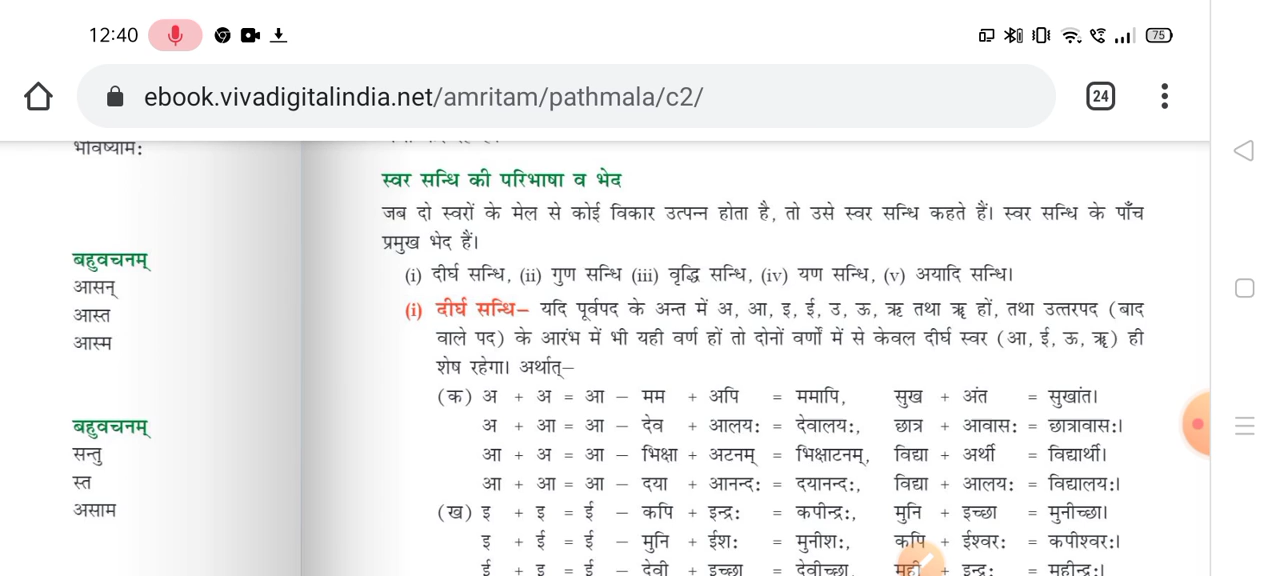 12:40
75
ebook.vivadigitalindia.net/amritam/pathmala/c2/
24
भविष्याम:
बहुवचनम्
आसन्
आस्त
आस्म
बहुवचनम्
सन्तु
स्त
असाम
स्वर सन्धि की परिभाषा व भेद
जब दो स्वरों के मेल से कोई विकार उत्पन्न होता है, तो उसे स्वर सन्धि कहते हैं। स्वर सन्धि के पाँच
प्रमुख भेद हैं।
(i) दीर्घ सन्धि, (ii) गुण सन्धि (iii) वृद्धि सन्धि, (iv) यण सन्धि, (v) अयादि सन्धि।
(i) दीर्घ सन्धि– यदि पूर्वपद के अन्त में अ, आ, इ, ई, उ, ऊ, ऋ तथा ॠ हों, तथा उत्तरपद (बाद
वाले पद) के आरंभ में भी यही वर्ण हों तो दोनों वर्णों में से केवल दीर्घ स्वर (आ, ई, ऊ, ॠ) ही
शेष रहेगा। अर्थात्–
(क) अ + अ = आ – मम + अपि = ममापि, सुख + अंत = सुखांत।
अ + आ = आ – देव + आलय: = देवालय:, छात्र + आवास: = छात्रावास:।
आ + अ = आ – भिक्षा + अटनम् = भिक्षाटनम्, विद्या + अर्थी = विद्यार्थी।
आ + आ = आ – दया + आनन्द: = दयानन्द:, विद्या + आलय: = विद्यालय:।
(ख) इ + इ = ई – कपि + इन्द्र: = कपीन्द्र:, मुनि + इच्छा = मुनीच्छा।
इ + ई = ई – मुनि + ईश: = मुनीश:, कपि + ईश्वर: = कपीश्वर:।
ई + इ = ई – देवी + इच्छा = देवीच्छा, मही + इन्द्र: = महीन्द्र:।